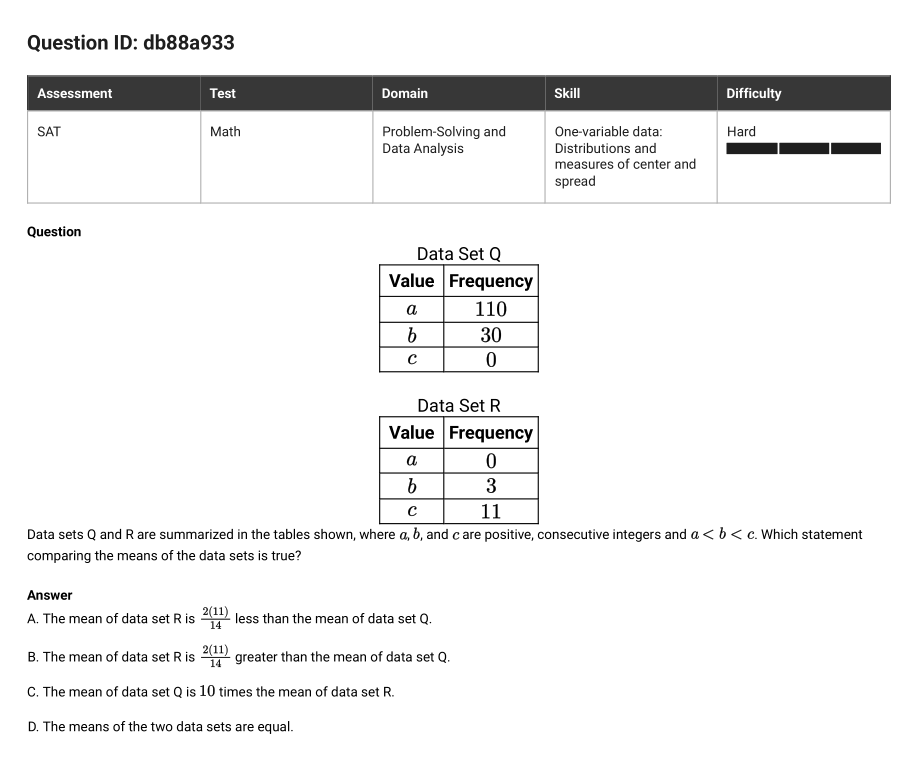 Question ID: db88a933
Assessment Test Domain Skill Difficulty
SAT Math Problem-Solving and Data Analysis One-variable data: Distributions and measures of center and spread Hard
Question
Data Set Q
Value Frequency
a 110
b 30
c 0
Data Set R
Value Frequency
a 0
b 3
c 11
Data sets Q and R are summarized in the tables shown, where a, b, and c are positive, consecutive integers and a < b < c. Which statement
comparing the means of the data sets is true?
Answer
A. The mean of data set R is 2(11)/14 less than the mean of data set Q.
B. The mean of data set R is 2(11)/14 greater than the mean of data set Q.
C. The mean of data set Q is 10 times the mean of data set R.
D. The means of the two data sets are equal.